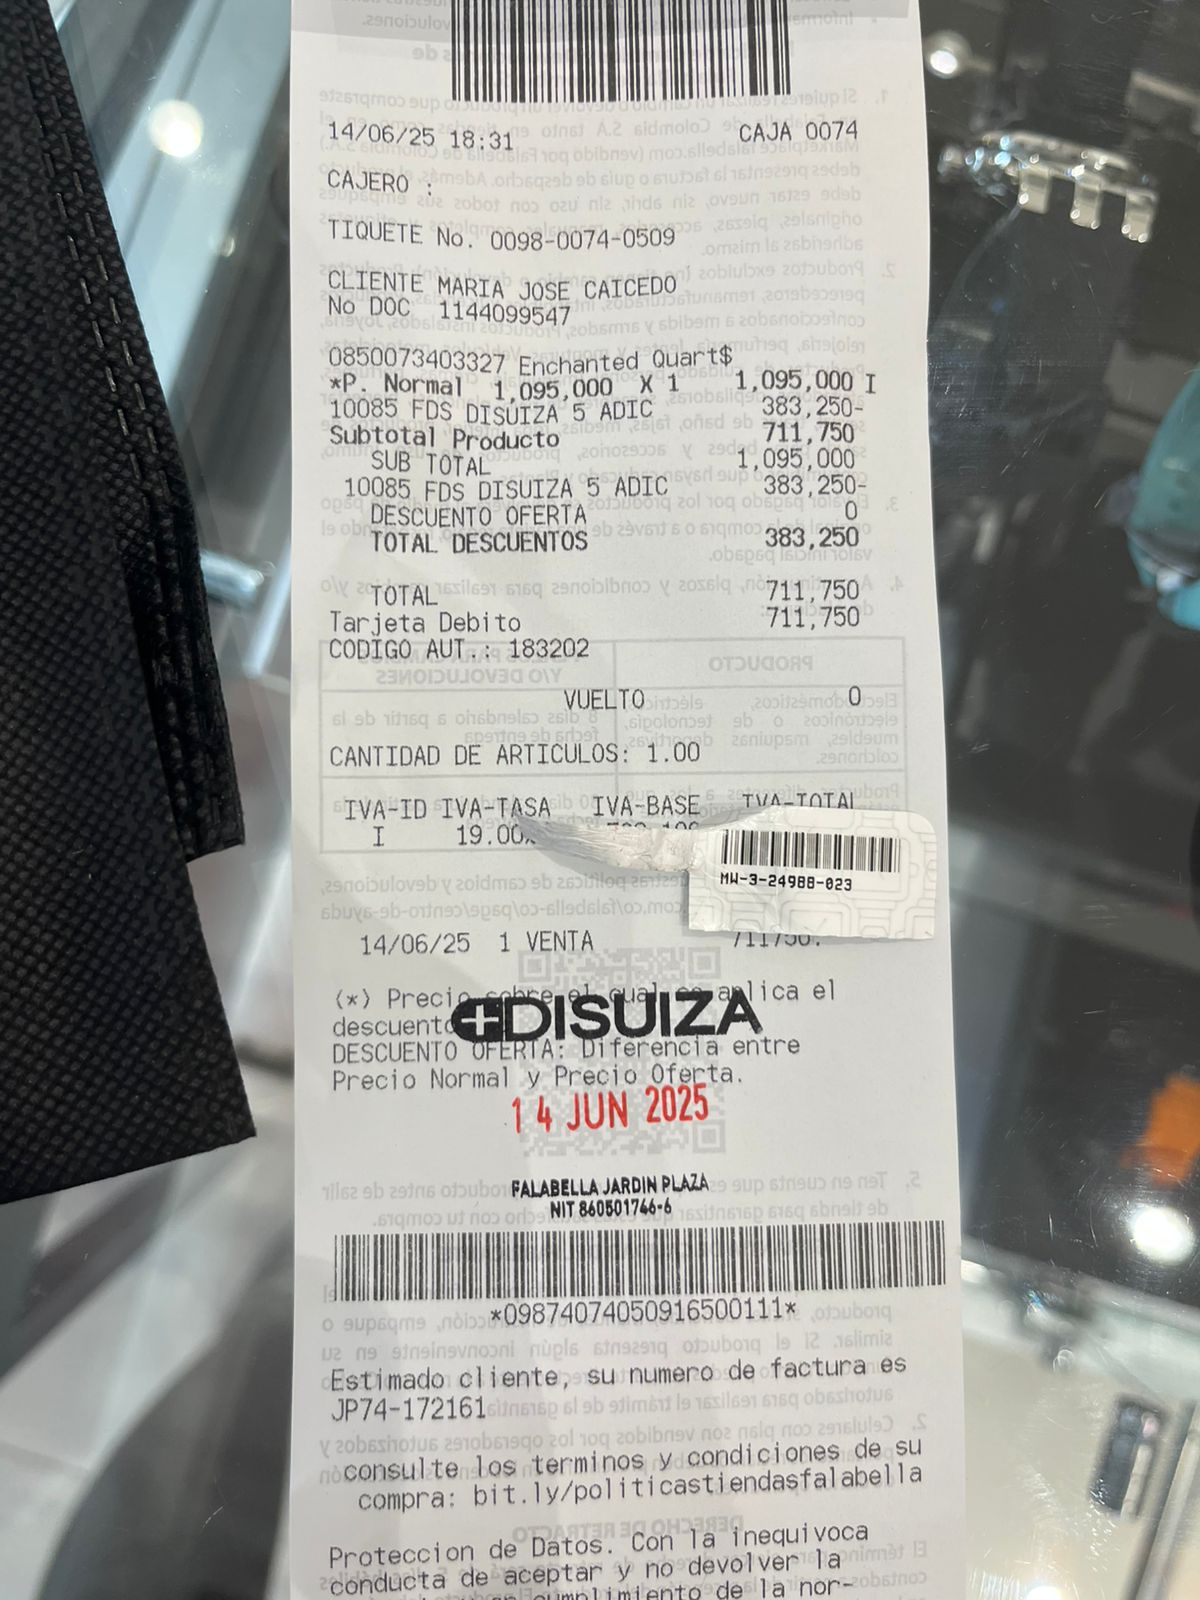 14/06/25 18:31 CAJA 0074
CAJERO :
TIQUETE No. 0098-0074-0509
CLIENTE MARIA JOSE CAICEDO
No DOC 1144099547
0850073403327 Enchanted Quart$
*P. Normal 1,095,000 X 1 1,095,000 I
10085 FDS DISUIZA 5 ADIC 383,250-
Subtotal Producto 711,750
SUB TOTAL 1,095,000
10085 FDS DISUIZA 5 ADIC 383,250-
DESCUENTO OFERTA 0
TOTAL DESCUENTOS 383,250
TOTAL 711,750
Tarjeta Debito 711,750
CODIGO AUT.: 183202
VUELTO 0
CANTIDAD DE ARTICULOS: 1.00
IVA-ID IVA-TASA IVA-BASE IVA-TOTAL
I 19.00%
MW-3-24988-023
14/06/25 1 VENTA 711750.
(*) Precio sobre el cual se aplica el
descuento
DISUIZA
DESCUENTO OFERTA: Diferencia entre
Precio Normal y Precio Oferta.
14 JUN 2025
FALABELLA JARDIN PLAZA
NIT 860501746-6
*09874074050916500111*
Estimado cliente, su numero de factura es
JP74-172161
consulte los terminos y condiciones de su
compra: bit.ly/politicastiendasfalabella
Proteccion de Datos. Con la inequivoca
conducta de aceptar y no devolver la
cumplimiento de la nor-